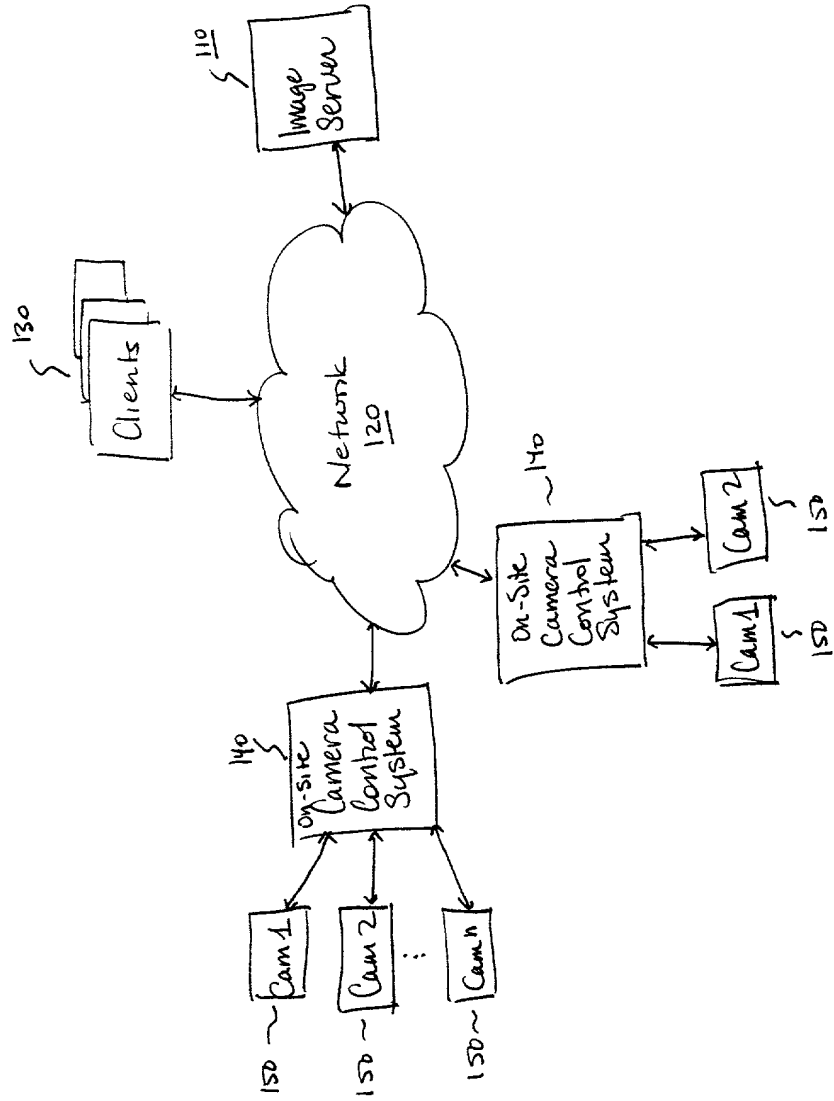 130
Clients
110
Image
Server
Network
120
140
On-site
Camera
Control
System
140
On-Site
Camera
Control
System
150
Cam 1
150
Cam 2
...
150
Cam n
Cam 1
150
Cam 2
150